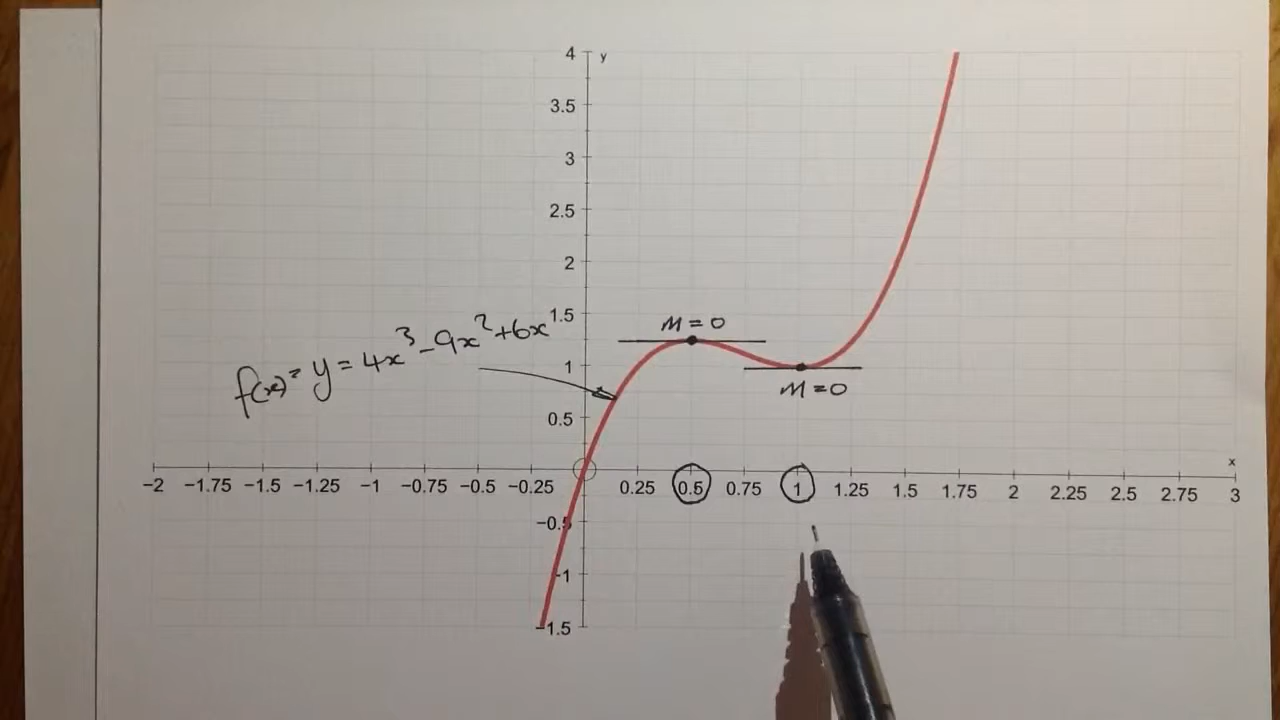 4 y
3.5
3
2.5
2
1.5
M = 0
f(x) = y = 4x³ - 9x² + 6x
1
M = 0
0.5
x
−2 −1.75 −1.5 −1.25 −1 −0.75 −0.5 −0.25 0.25 0.5 0.75 1 1.25 1.5 1.75 2 2.25 2.5 2.75 3
−0.5
−1
−1.5